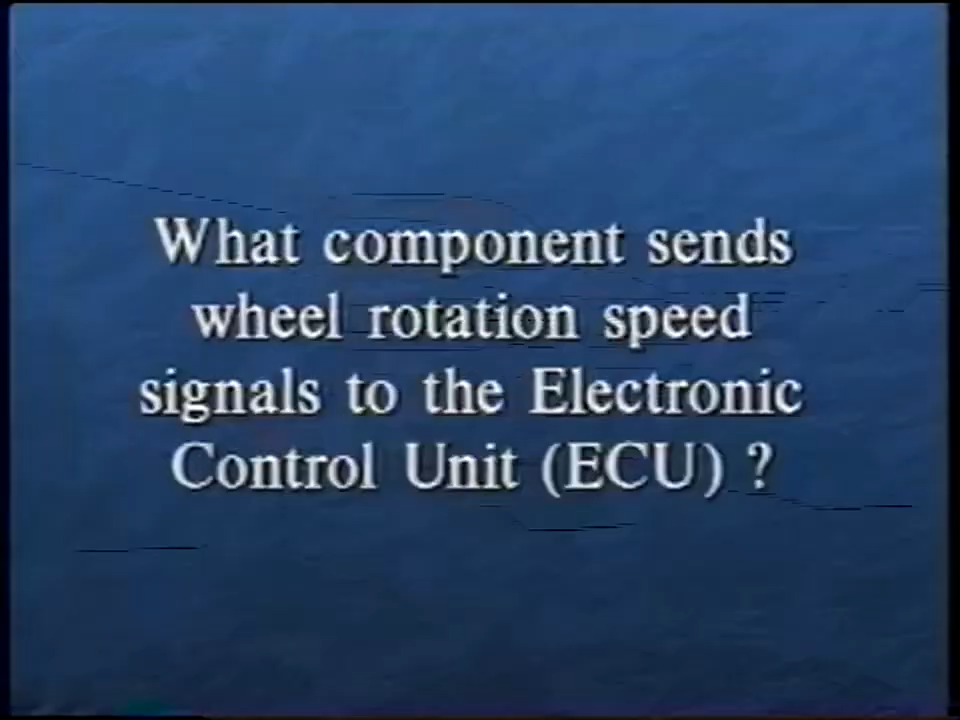 What component sends
wheel rotation speed
signals to the Electronic
Control Unit (ECU) ?